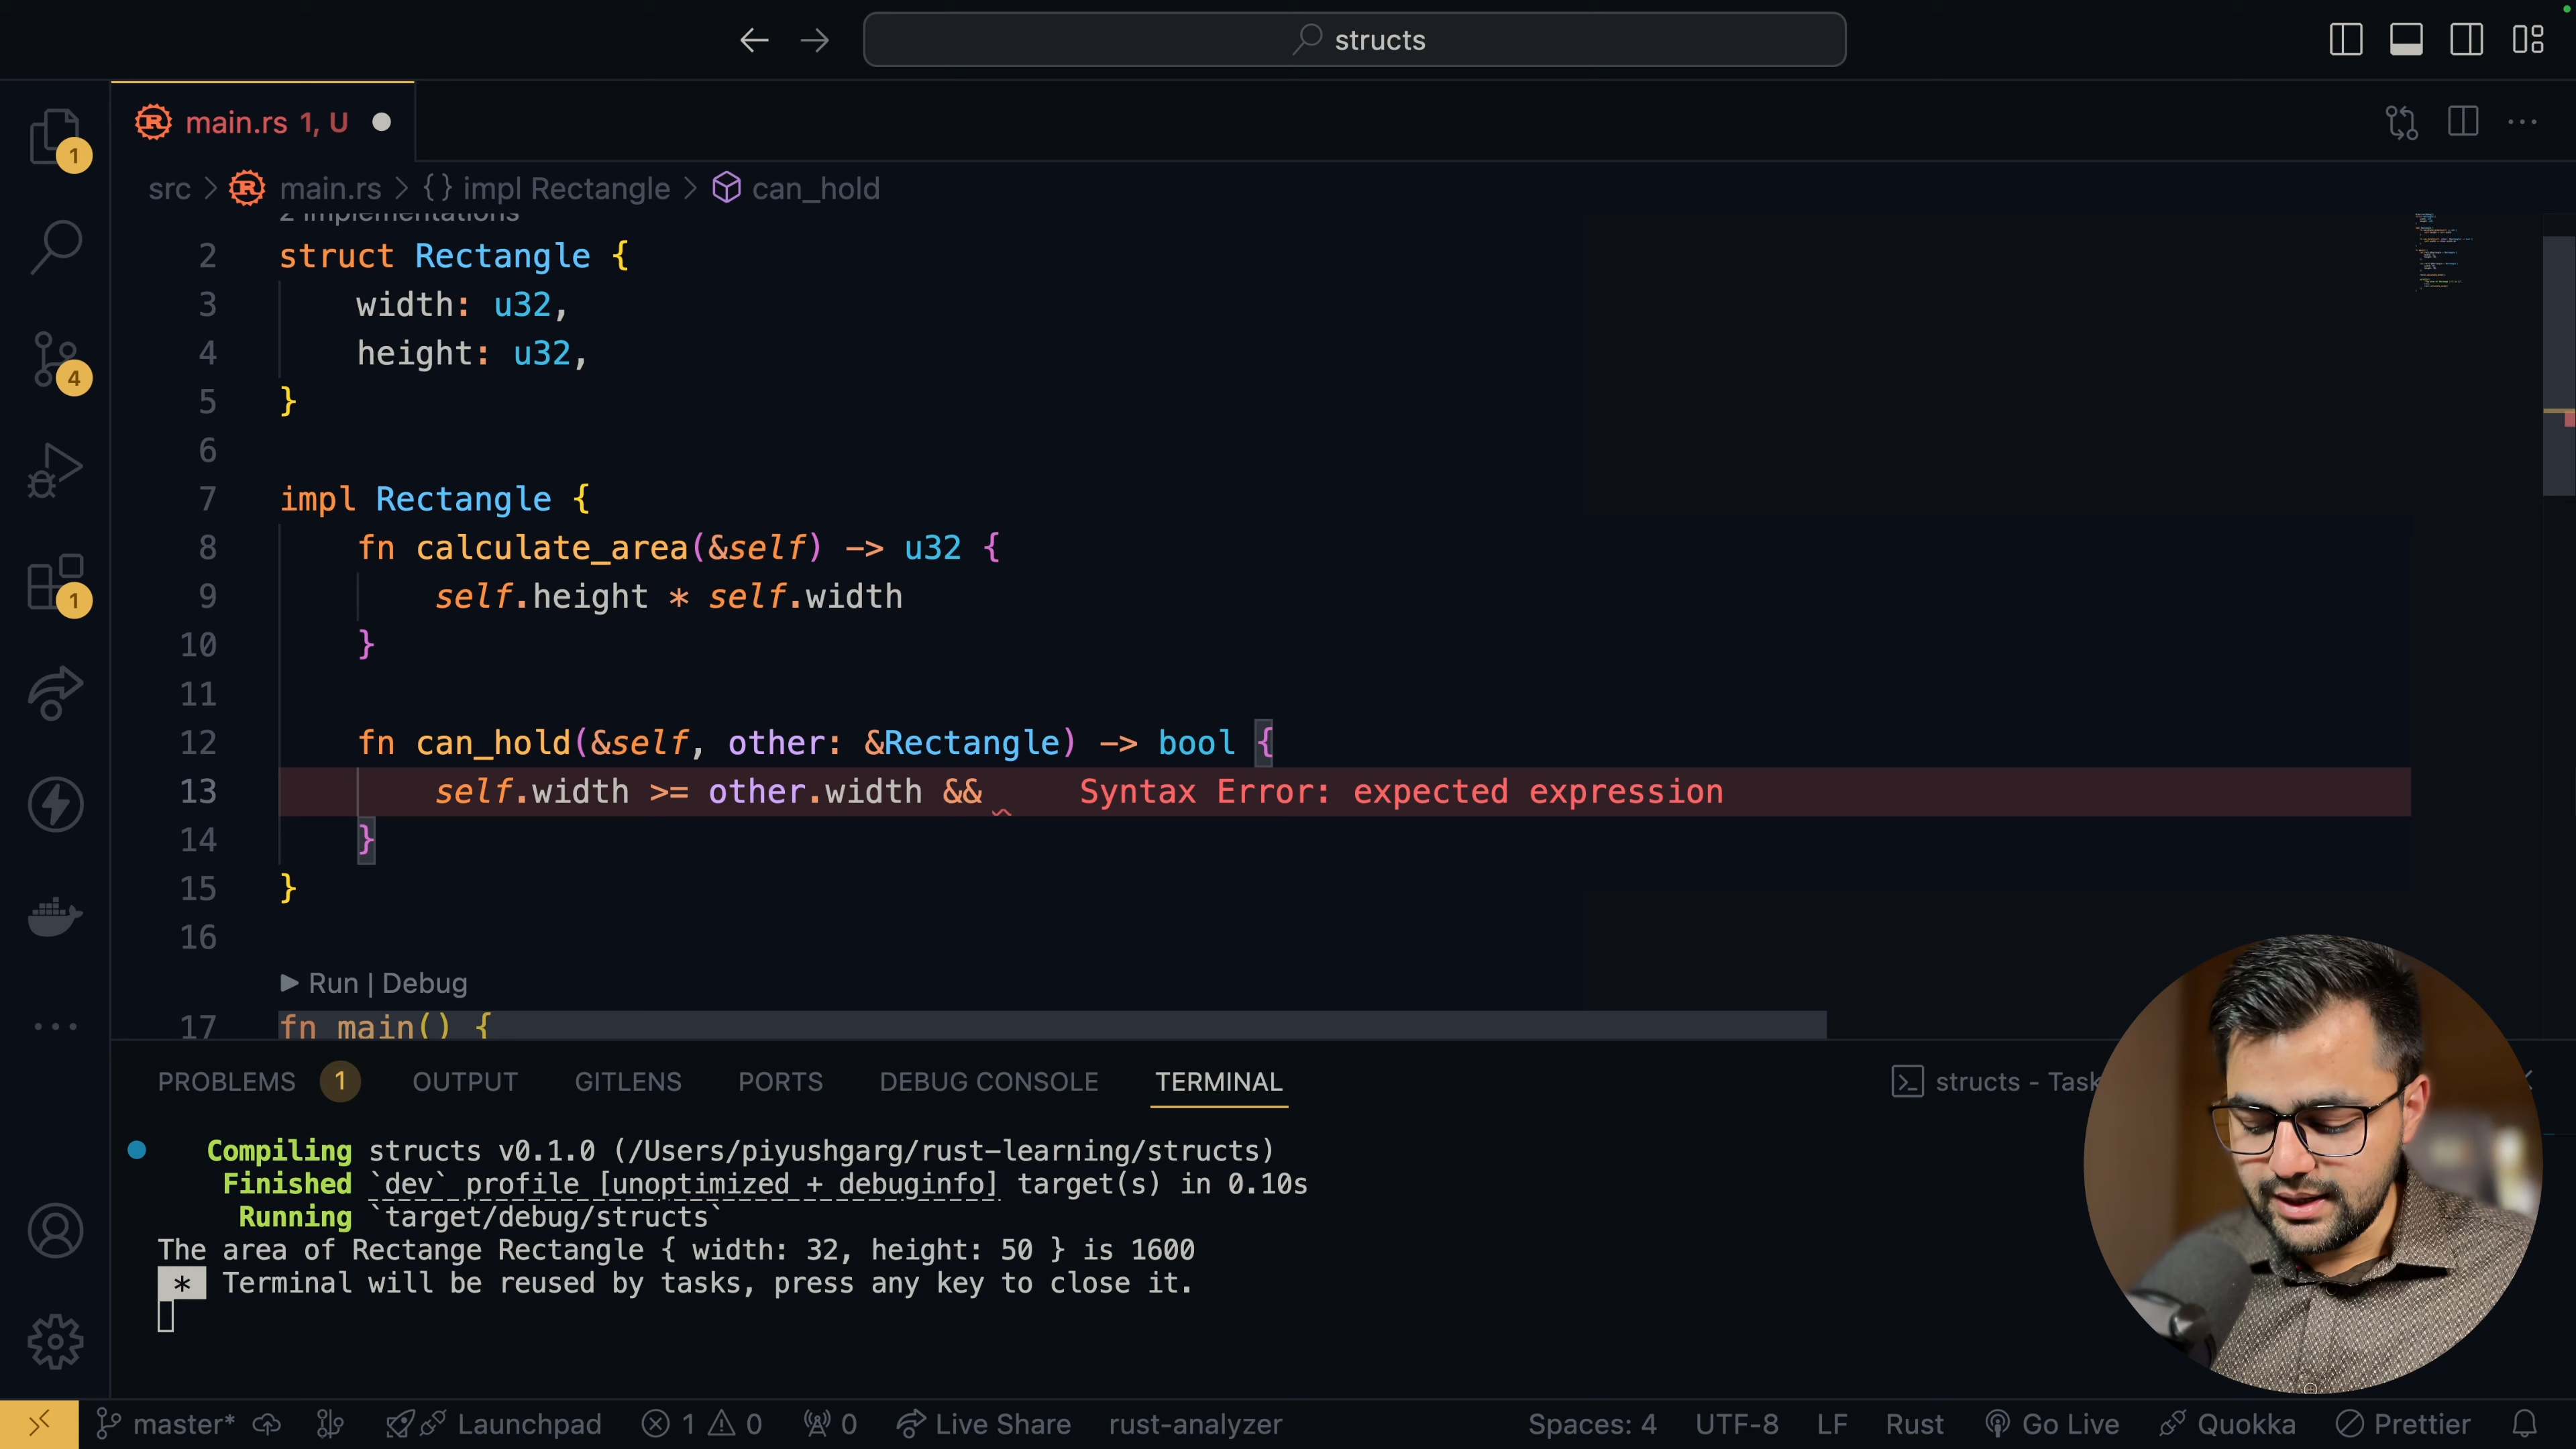 structs
main.rs 1, U
src > main.rs > {} impl Rectangle > can_hold
2 implementations
2 struct Rectangle {
3 width: u32,
4 height: u32,
5 }
6
7 impl Rectangle {
8 fn calculate_area(&self) -> u32 {
9 self.height * self.width
10 }
11
12 fn can_hold(&self, other: &Rectangle) -> bool {
13 self.width >= other.width && Syntax Error: expected expression
14 }
15 }
16
▶ Run | Debug
17 fn main() {
1
4
1
PROBLEMS 1 OUTPUT GITLENS PORTS DEBUG CONSOLE TERMINAL structs - Task
Compiling structs v0.1.0 (/Users/piyushgarg/rust-learning/structs)
Finished `dev` profile [unoptimized + debuginfo] target(s) in 0.10s
Running `target/debug/structs`
The area of Rectange Rectangle { width: 32, height: 50 } is 1600
* Terminal will be reused by tasks, press any key to close it.
master* Launchpad 1 0 0 Live Share rust-analyzer Spaces: 4 UTF-8 LF Rust Go Live Quokka Prettier